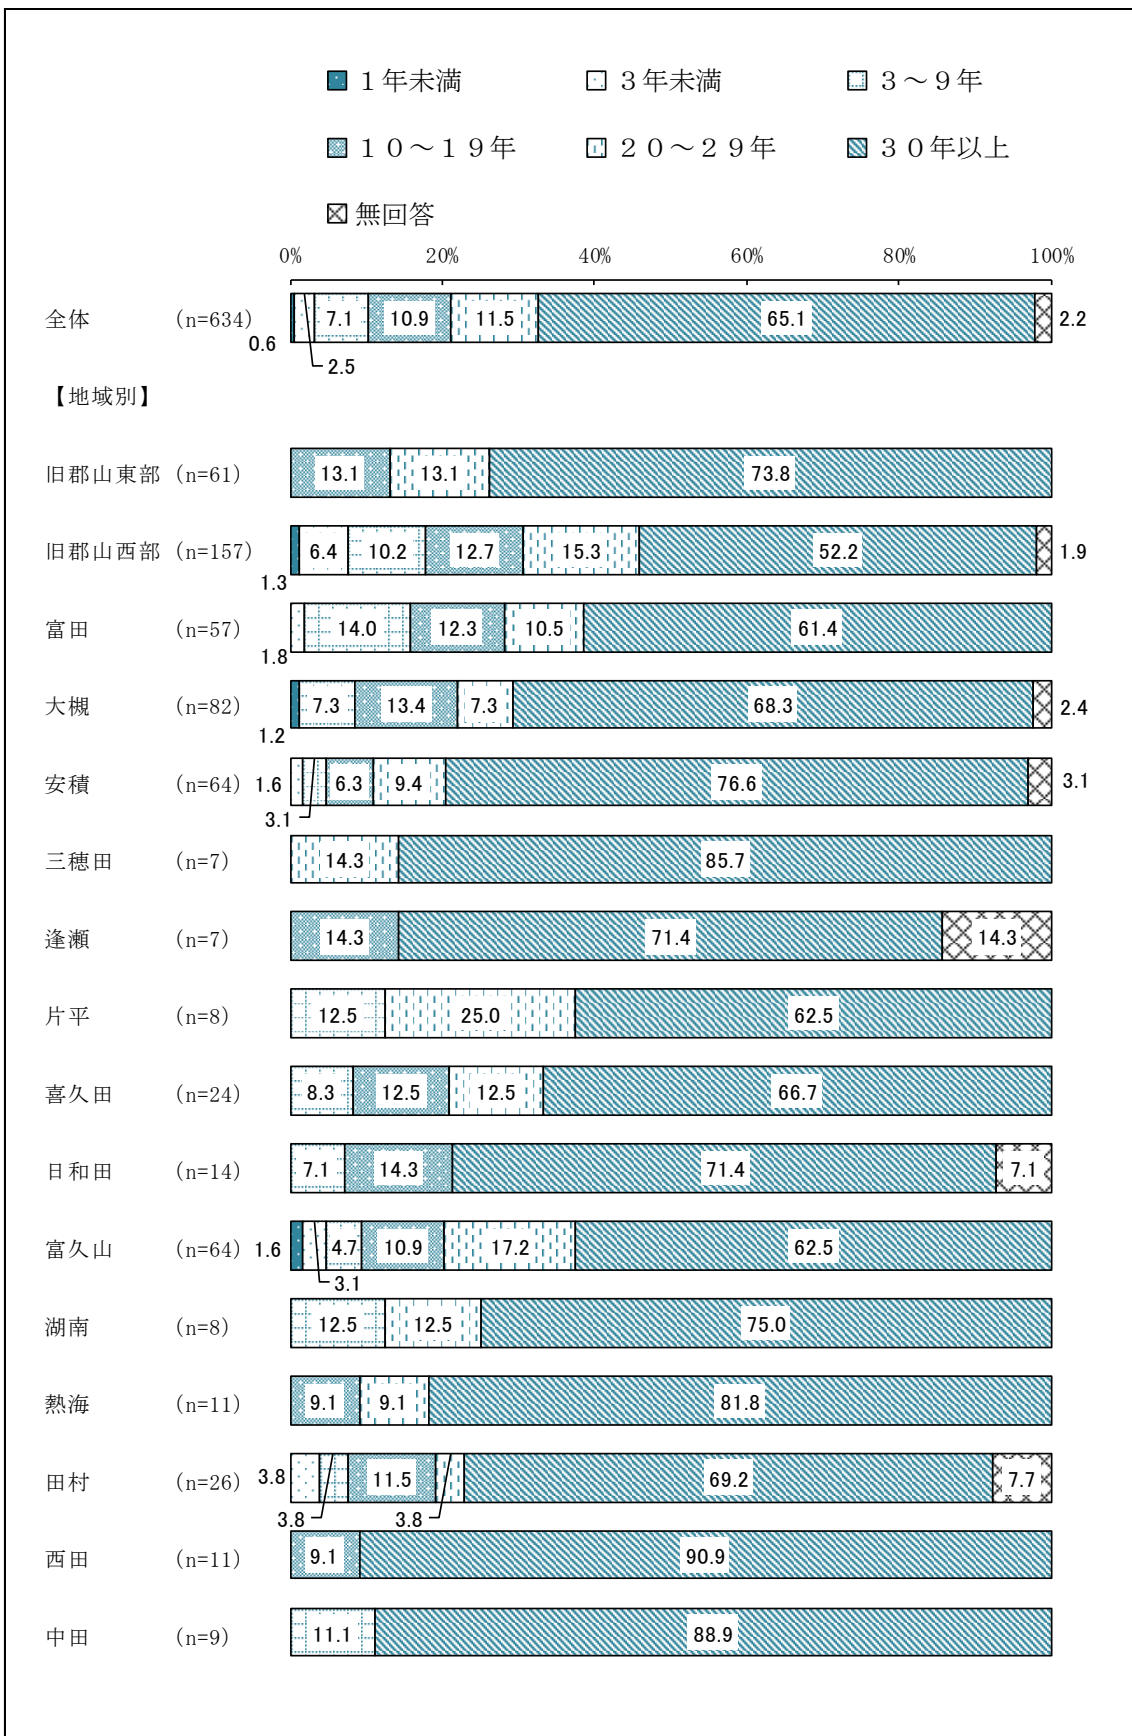 １年未満 ３年未満 ３～９年
１０～１９年 ２０～２９年 ３０年以上
無回答
0% 20% 40% 60% 80% 100%
全体 (n=634) 0.6 2.5 7.1 10.9 11.5 65.1 2.2
【地域別】
旧郡山東部 (n=61) 13.1 13.1 73.8
旧郡山西部 (n=157) 1.3 6.4 10.2 12.7 15.3 52.2 1.9
富田 (n=57) 1.8 14.0 12.3 10.5 61.4
大槻 (n=82) 1.2 7.3 13.4 7.3 68.3 2.4
安積 (n=64) 1.6 3.1 6.3 9.4 76.6 3.1
三穂田 (n=7) 14.3 85.7
逢瀬 (n=7) 14.3 71.4 14.3
片平 (n=8) 12.5 25.0 62.5
喜久田 (n=24) 8.3 12.5 12.5 66.7
日和田 (n=14) 7.1 14.3 71.4 7.1
富久山 (n=64) 1.6 3.1 4.7 10.9 17.2 62.5
湖南 (n=8) 12.5 12.5 75.0
熱海 (n=11) 9.1 9.1 81.8
田村 (n=26) 3.8 3.8 11.5 3.8 69.2 7.7
西田 (n=11) 9.1 90.9
中田 (n=9) 11.1 88.9